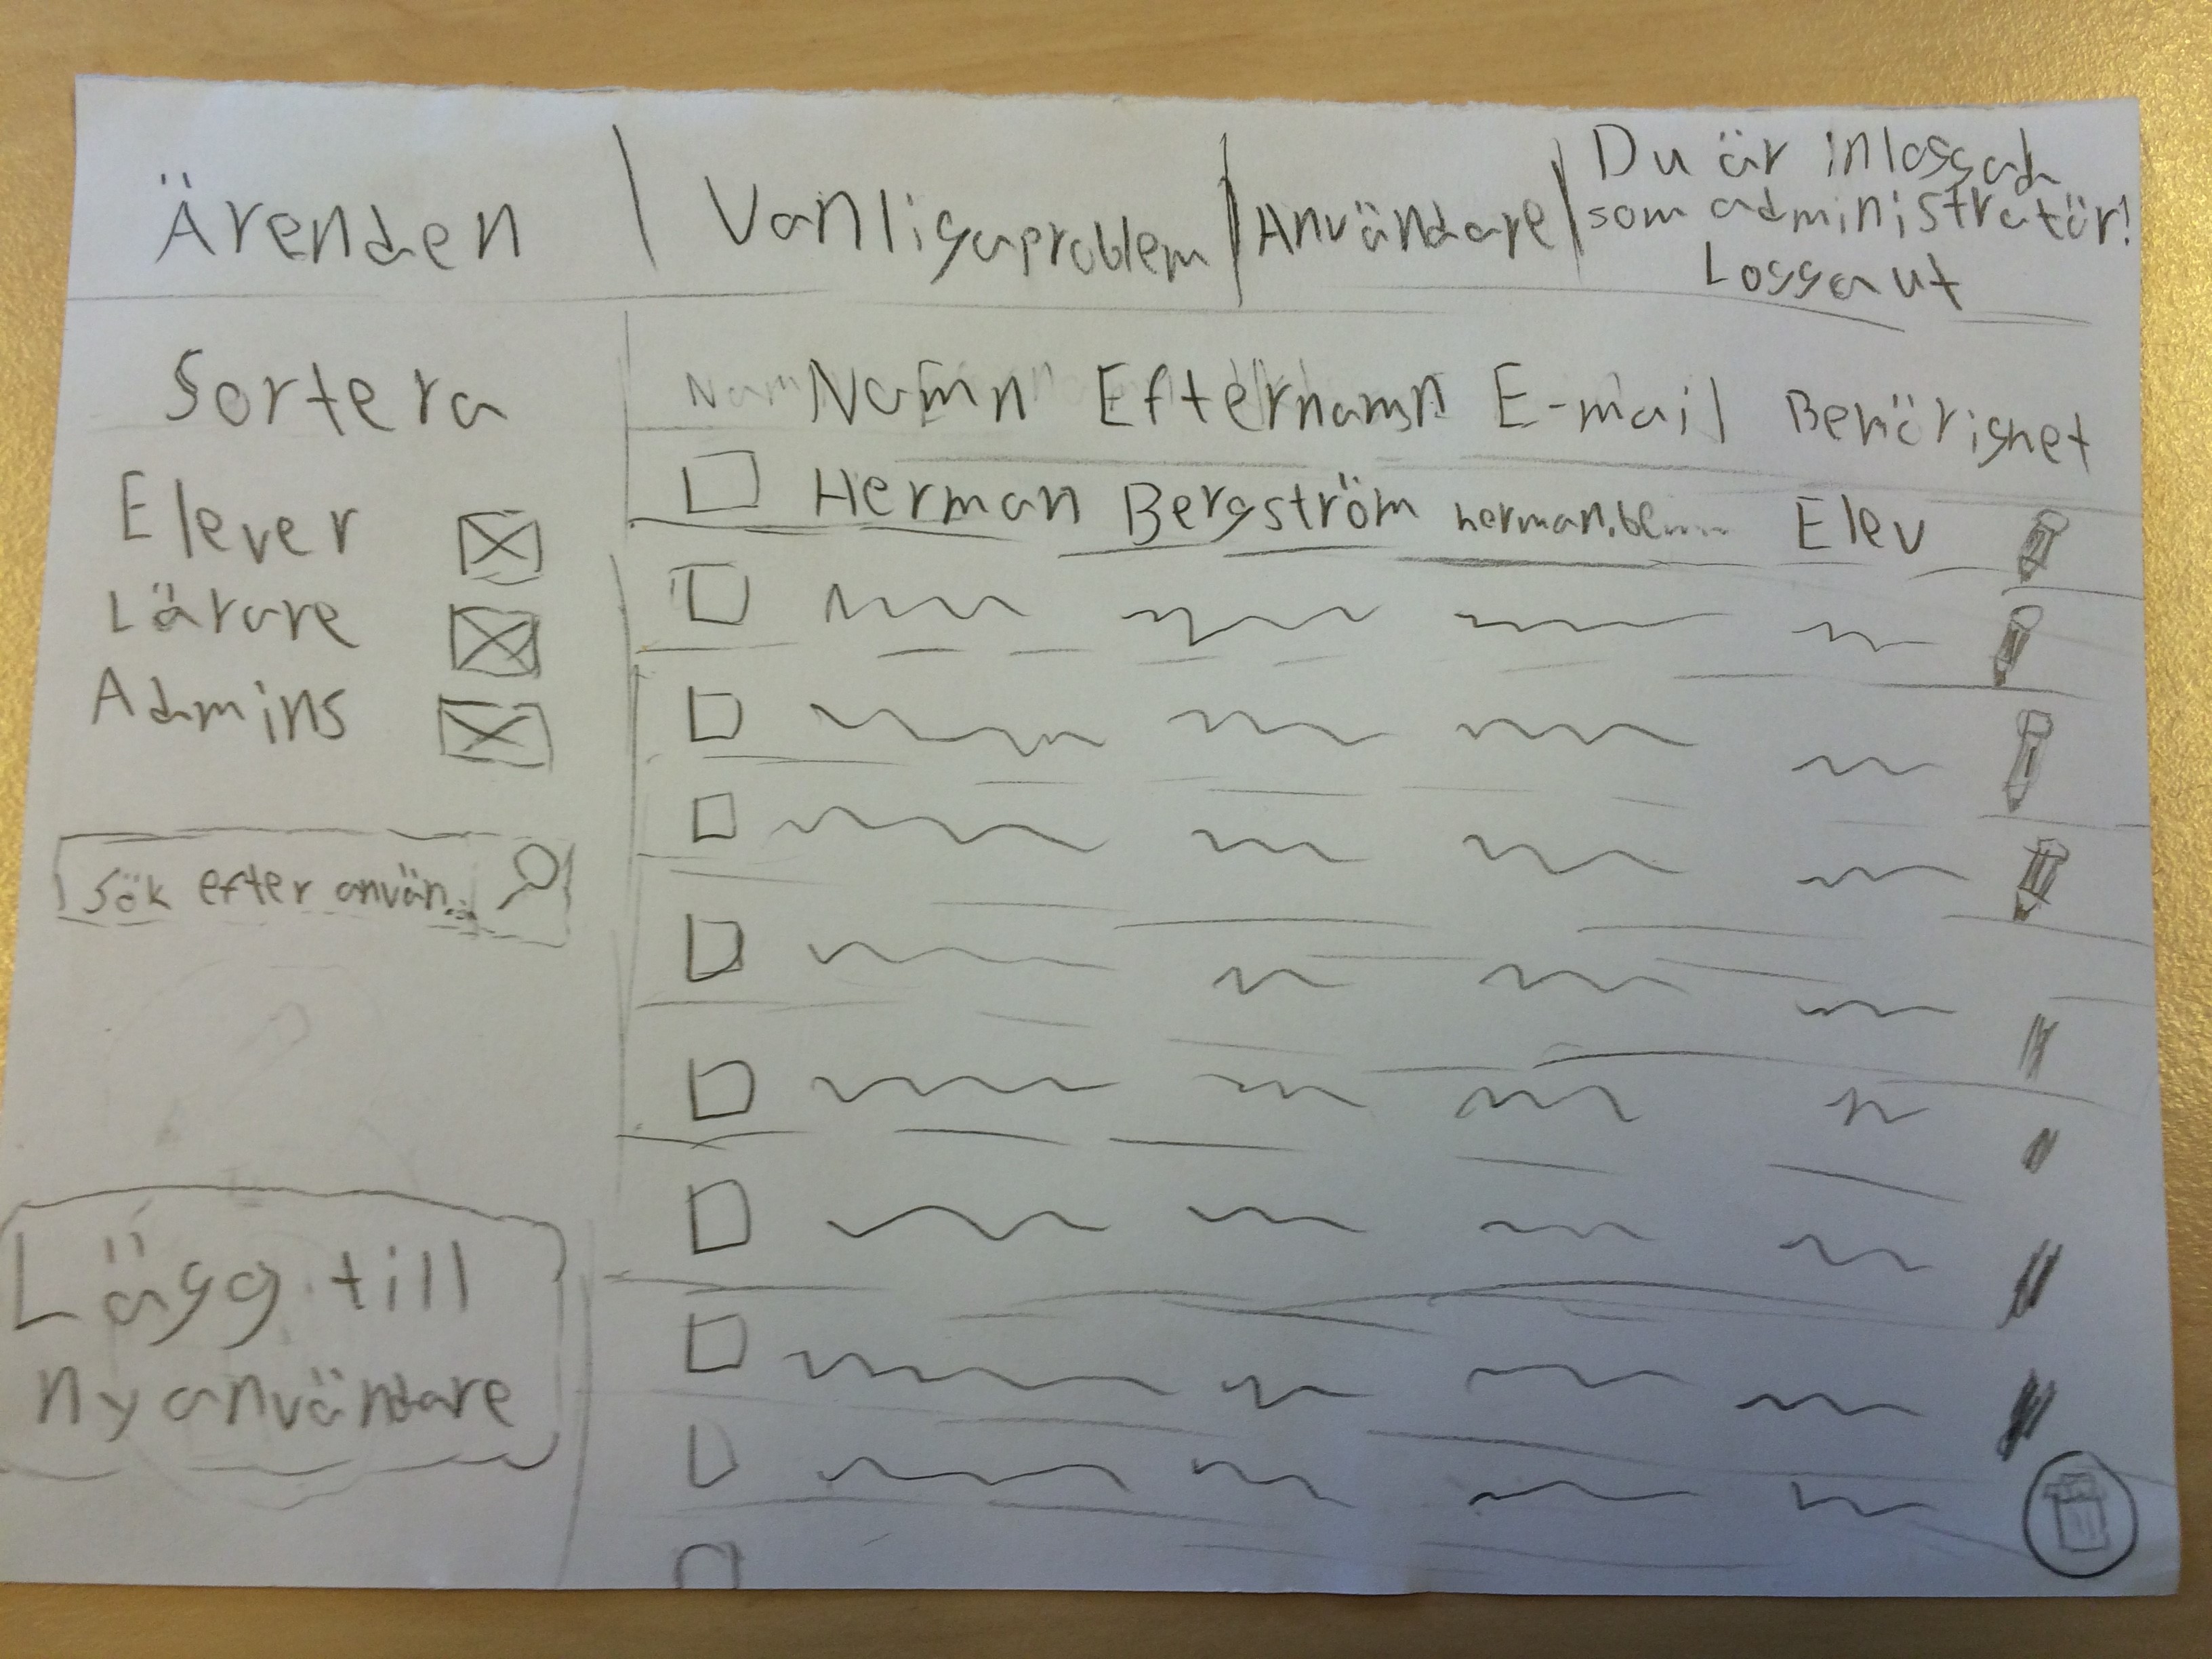 Ärenden Vanligaproblem Användare Du är inloggad
som administratör!
Logga ut
Sortera
Elever
Lärare
Admins
Sök efter använ...
Lägg till
ny användare
Namn Efternamn E-mail Behörighet
Herman Bergström herman.be...... Elev